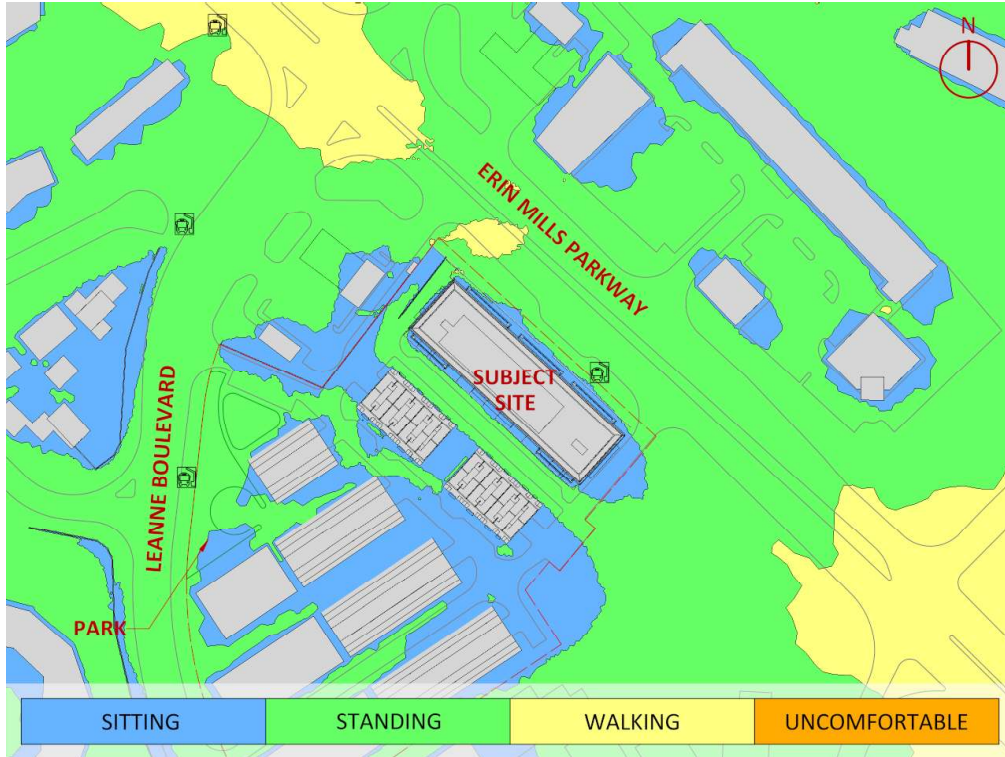 N
ERIN MILLS PARKWAY
SUBJECT
SITE
LEANNE BOULEVARD
PARK
SITTING
STANDING
WALKING
UNCOMFORTABLE